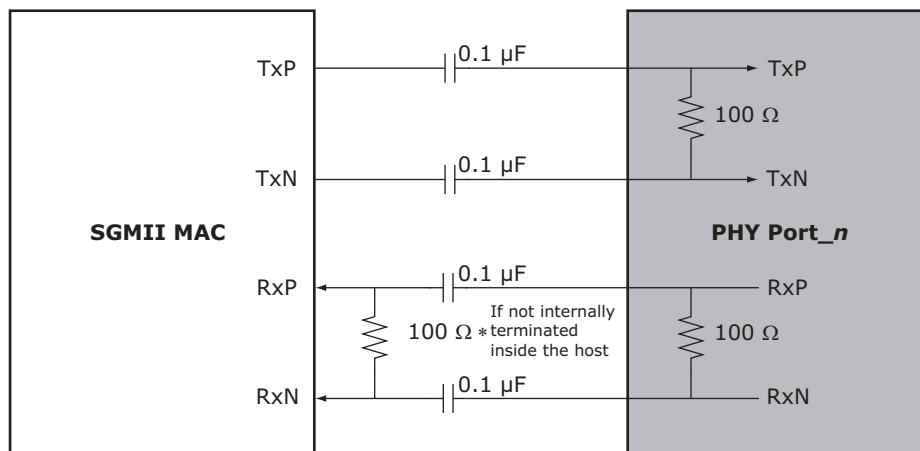 0.1 µF
TxP
TxP
100 Ω
0.1 µF
TxN
TxN
SGMII MAC
PHY Port_n
0.1 µF
RxP
RxP
100 Ω *
If not internally
terminated
inside the host
100 Ω
0.1 µF
RxN
RxN